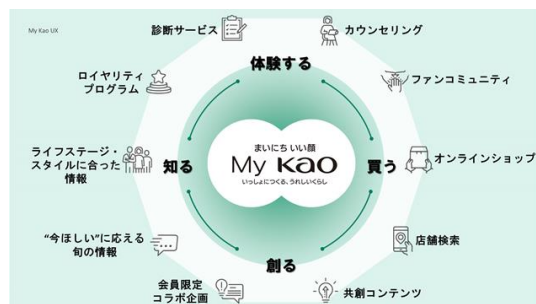 My Kao UX
診断サービス
カウンセリング
体験する
ロイヤリティ
プログラム
ファンコミュニティ
まいにち いい顔
My Kao
いっしょにつくる、うれしいくらし
ライフステージ・
スタイルに合った
情報
知る
買う
オンラインショップ
“今ほしい”に応える
旬の情報
店舗検索
創る
会員限定
コラボ企画
共創コンテンツ